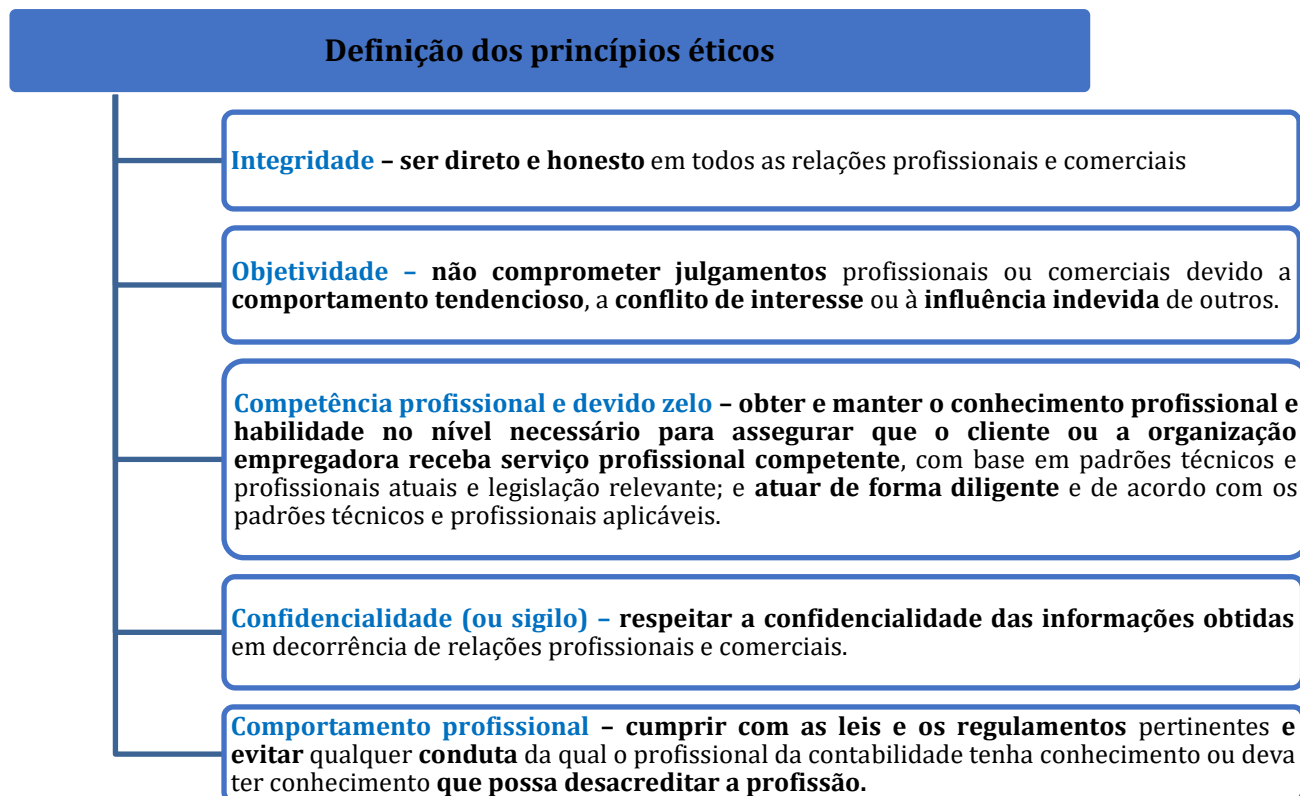 Definição dos princípios éticos
Integridade – ser direto e honesto em todos as relações profissionais e comerciais
Objetividade – não comprometer julgamentos profissionais ou comerciais devido a
comportamento tendencioso, a conflito de interesse ou à influência indevida de outros.
Competência profissional e devido zelo – obter e manter o conhecimento profissional e
habilidade no nível necessário para assegurar que o cliente ou a organização
empregadora receba serviço profissional competente, com base em padrões técnicos e
profissionais atuais e legislação relevante; e atuar de forma diligente e de acordo com os
padrões técnicos e profissionais aplicáveis.
Confidencialidade (ou sigilo) – respeitar a confidencialidade das informações obtidas
em decorrência de relações profissionais e comerciais.
Comportamento profissional – cumprir com as leis e os regulamentos pertinentes e
evitar qualquer conduta da qual o profissional da contabilidade tenha conhecimento ou deva
ter conhecimento que possa desacreditar a profissão.